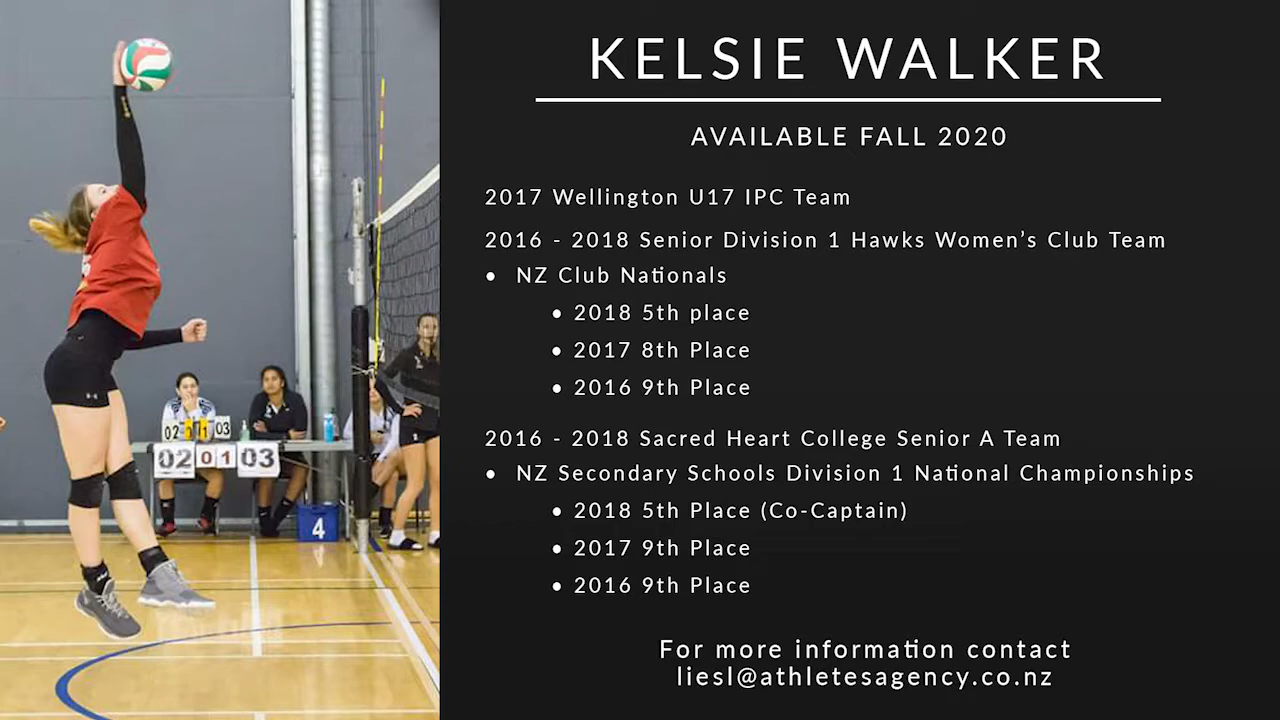 KELSIE WALKER
AVAILABLE FALL 2020
2017 Wellington U17 IPC Team
2016 - 2018 Senior Division 1 Hawks Women’s Club Team
• NZ Club Nationals
• 2018 5th place
• 2017 8th Place
• 2016 9th Place
2016 - 2018 Sacred Heart College Senior A Team
• NZ Secondary Schools Division 1 National Championships
• 2018 5th Place (Co-Captain)
• 2017 9th Place
• 2016 9th Place
For more information contact
liesl@athletesagency.co.nz
02 1 03
02 01 03
4